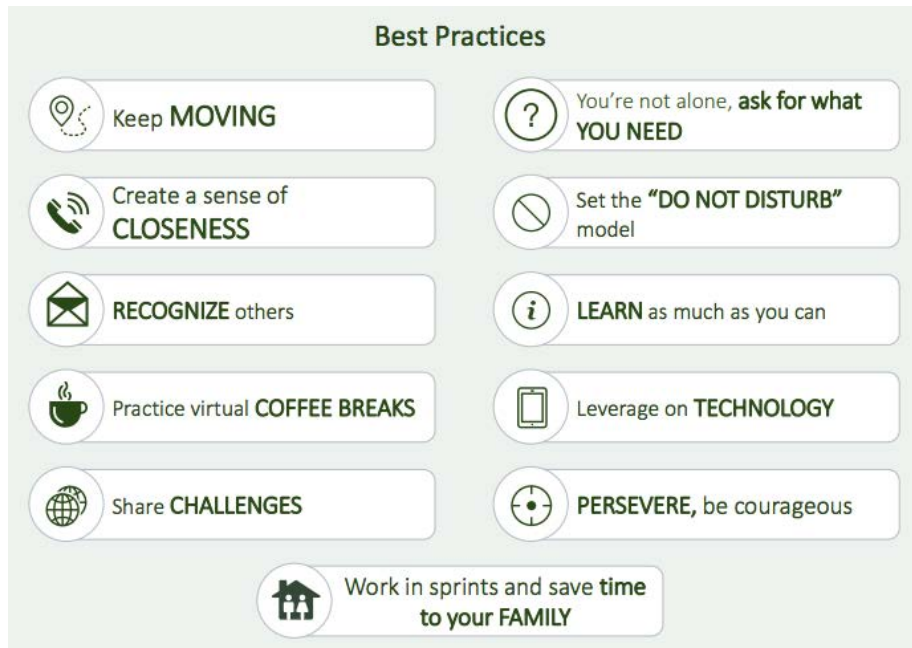 Best Practices
Keep MOVING
Create a sense of
CLOSENESS
RECOGNIZE others
Practice virtual COFFEE BREAKS
Share CHALLENGES
You're not alone, ask for what
YOU NEED
Set the "DO NOT DISTURB"
model
LEARN as much as you can
Leverage on TECHNOLOGY
PERSEVERE, be courageous
Work in sprints and save time
to your FAMILY